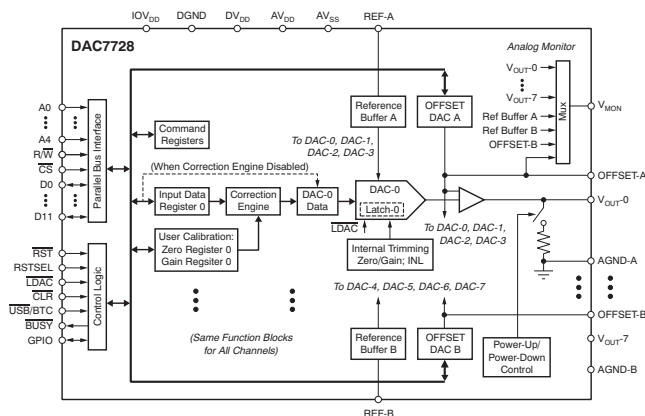 IOVDD DGND DVDD AVDD AVSS REF-A
DAC7728
Analog Monitor
VOUT-0
VOUT-7
Ref Buffer A
Ref Buffer B
OFFSET-B
Mux
VMON
A0
A4
R/W
CS
D0
D11
Parallel Bus Interface
Command
Registers
Reference
Buffer A
OFFSET
DAC A
To DAC-0, DAC-1,
DAC-2, DAC-3
(When Correction Engine Disabled)
Input Data
Register 0
Correction
Engine
DAC-0
Data
DAC-0
Latch-0
LDAC
OFFSET-A
VOUT-0
To DAC-0, DAC-1,
DAC-2, DAC-3
User Calibration:
Zero Register 0
Gain Regsiter 0
Internal Trimming
Zero/Gain; INL
AGND-A
RST
RSTSEL
LDAC
CLR
USB/BTC
BUSY
GPIO
Control Logic
To DAC-4, DAC-5, DAC-6, DAC-7
(Same Function Blocks
for All Channels)
Reference
Buffer B
OFFSET
DAC B
Power-Up/
Power-Down
Control
OFFSET-B
VOUT-7
AGND-B
REF-B